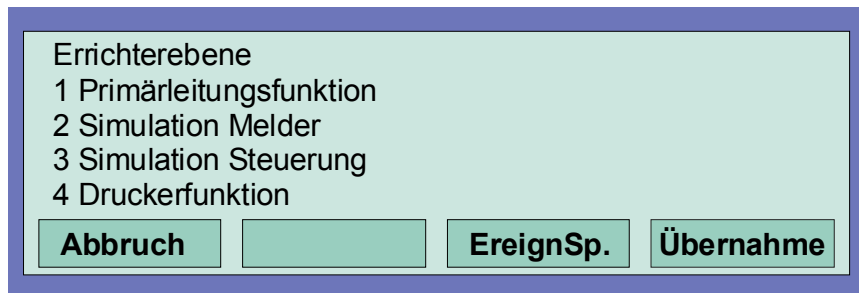 Errichterebene
1 Primärleitungsfunktion
2 Simulation Melder
3 Simulation Steuerung
4 Druckerfunktion
Abbruch EreignSp. Übernahme